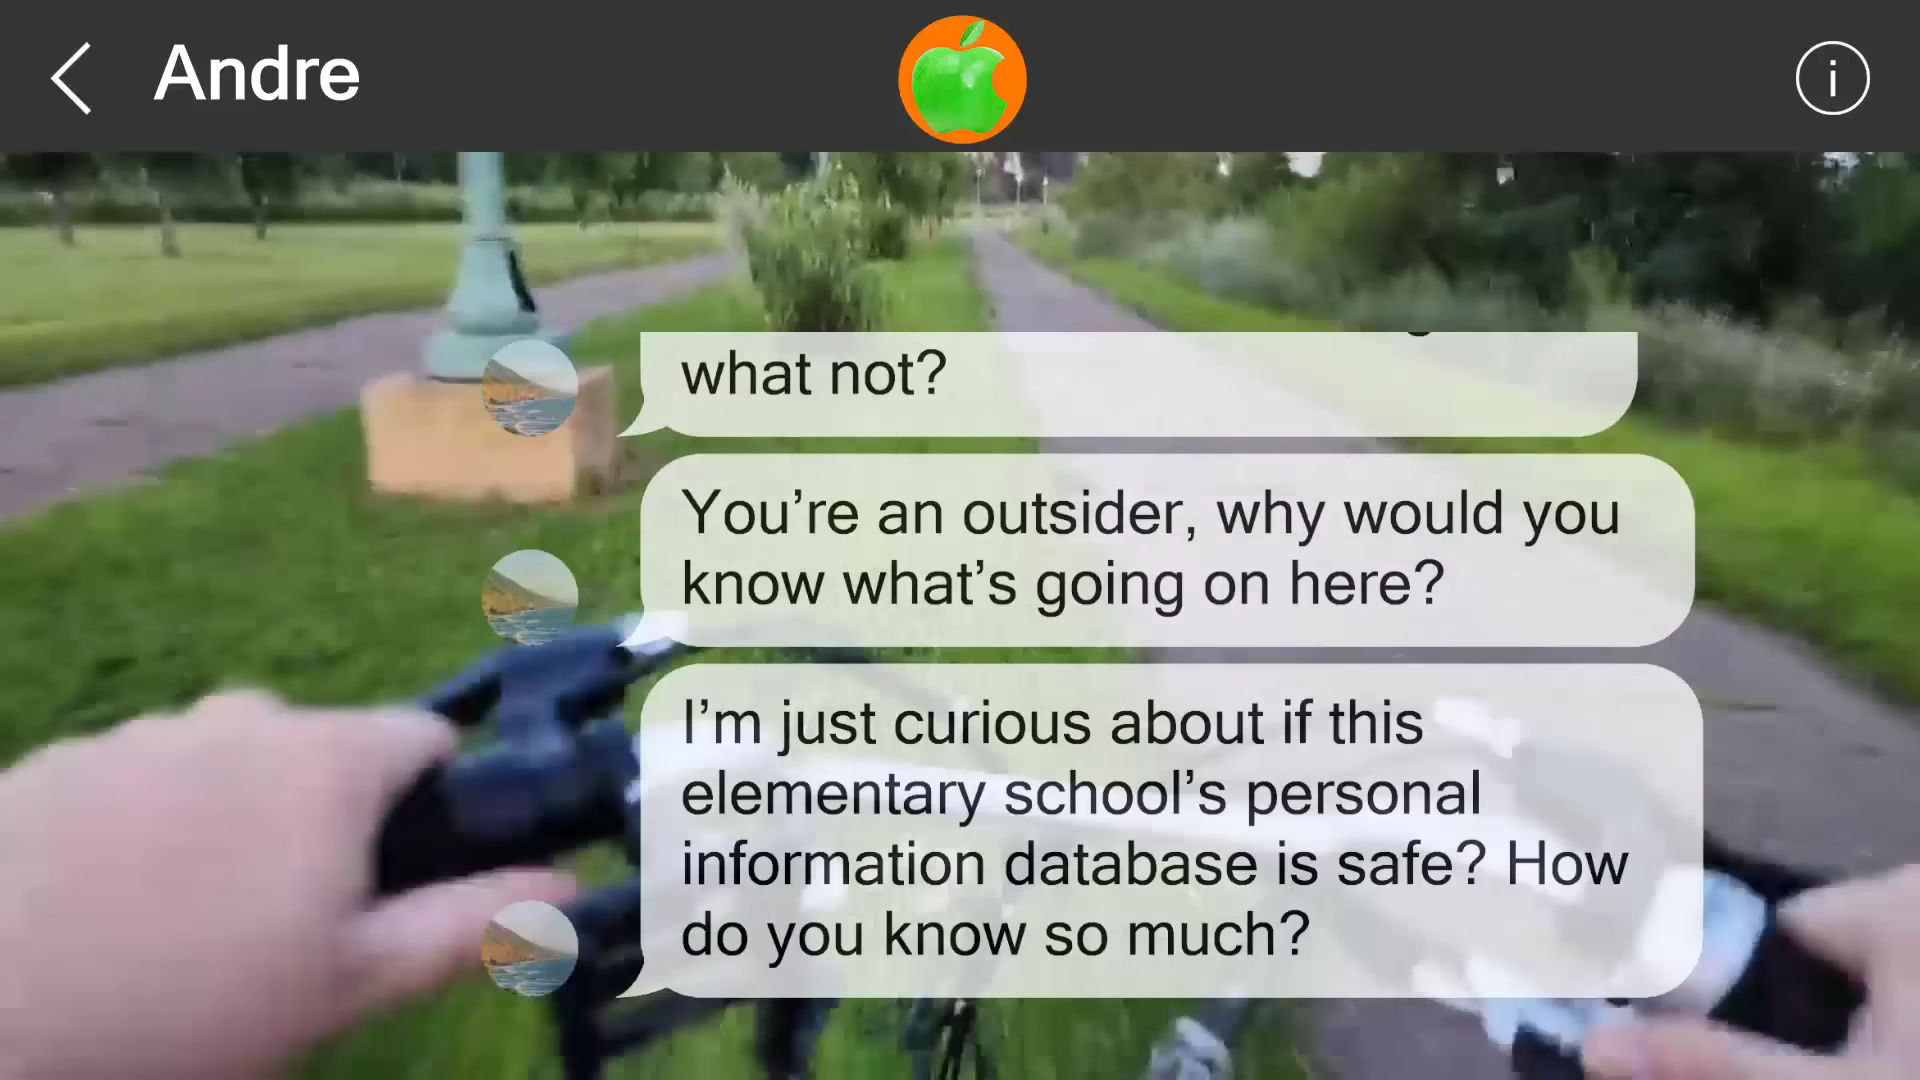 Andre
what not?
You’re an outsider, why would you
know what’s going on here?
I’m just curious about if this
elementary school’s personal
information database is safe? How
do you know so much?